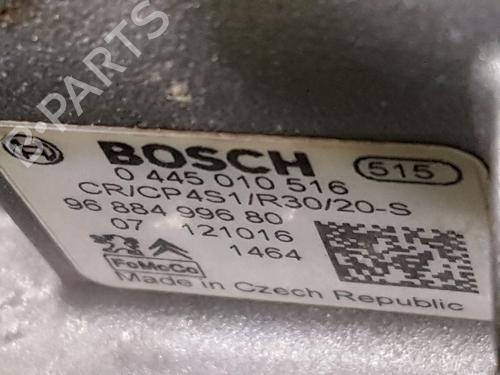 B-PARTS
BOSCH 515
0 445 010 516
CR/CP4S1/R30/20-S
96 884 996 80
07 121016
1464
FoMoCo
Made in Czech Republic